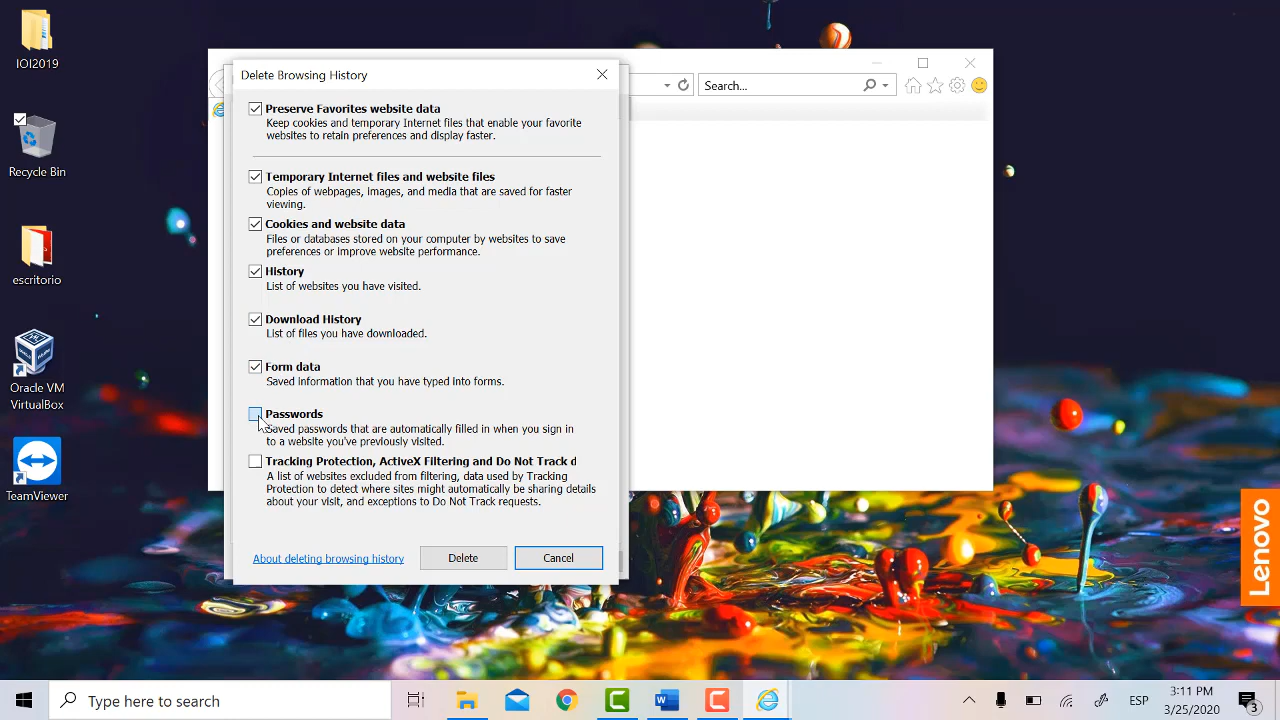 IOI2019
Recycle Bin
escritorio
Oracle VM
VirtualBox
TeamViewer
Search...
Delete Browsing History
Preserve Favorites website data
Keep cookies and temporary Internet files that enable your favorite
websites to retain preferences and display faster.
Temporary Internet files and website files
Copies of webpages, images, and media that are saved for faster
viewing.
Cookies and website data
Files or databases stored on your computer by websites to save
preferences or improve website performance.
History
List of websites you have visited.
Download History
List of files you have downloaded.
Form data
Saved information that you have typed into forms.
Passwords
Saved passwords that are automatically filled in when you sign in
to a website you've previously visited.
Tracking Protection, ActiveX Filtering and Do Not Track d
A list of websites excluded from filtering, data used by Tracking
Protection to detect where sites might automatically be sharing details
about your visit, and exceptions to Do Not Track requests.
About deleting browsing history
Delete
Cancel
Lenovo
Type here to search
ESP
3:11 PM
3/25/2020
3